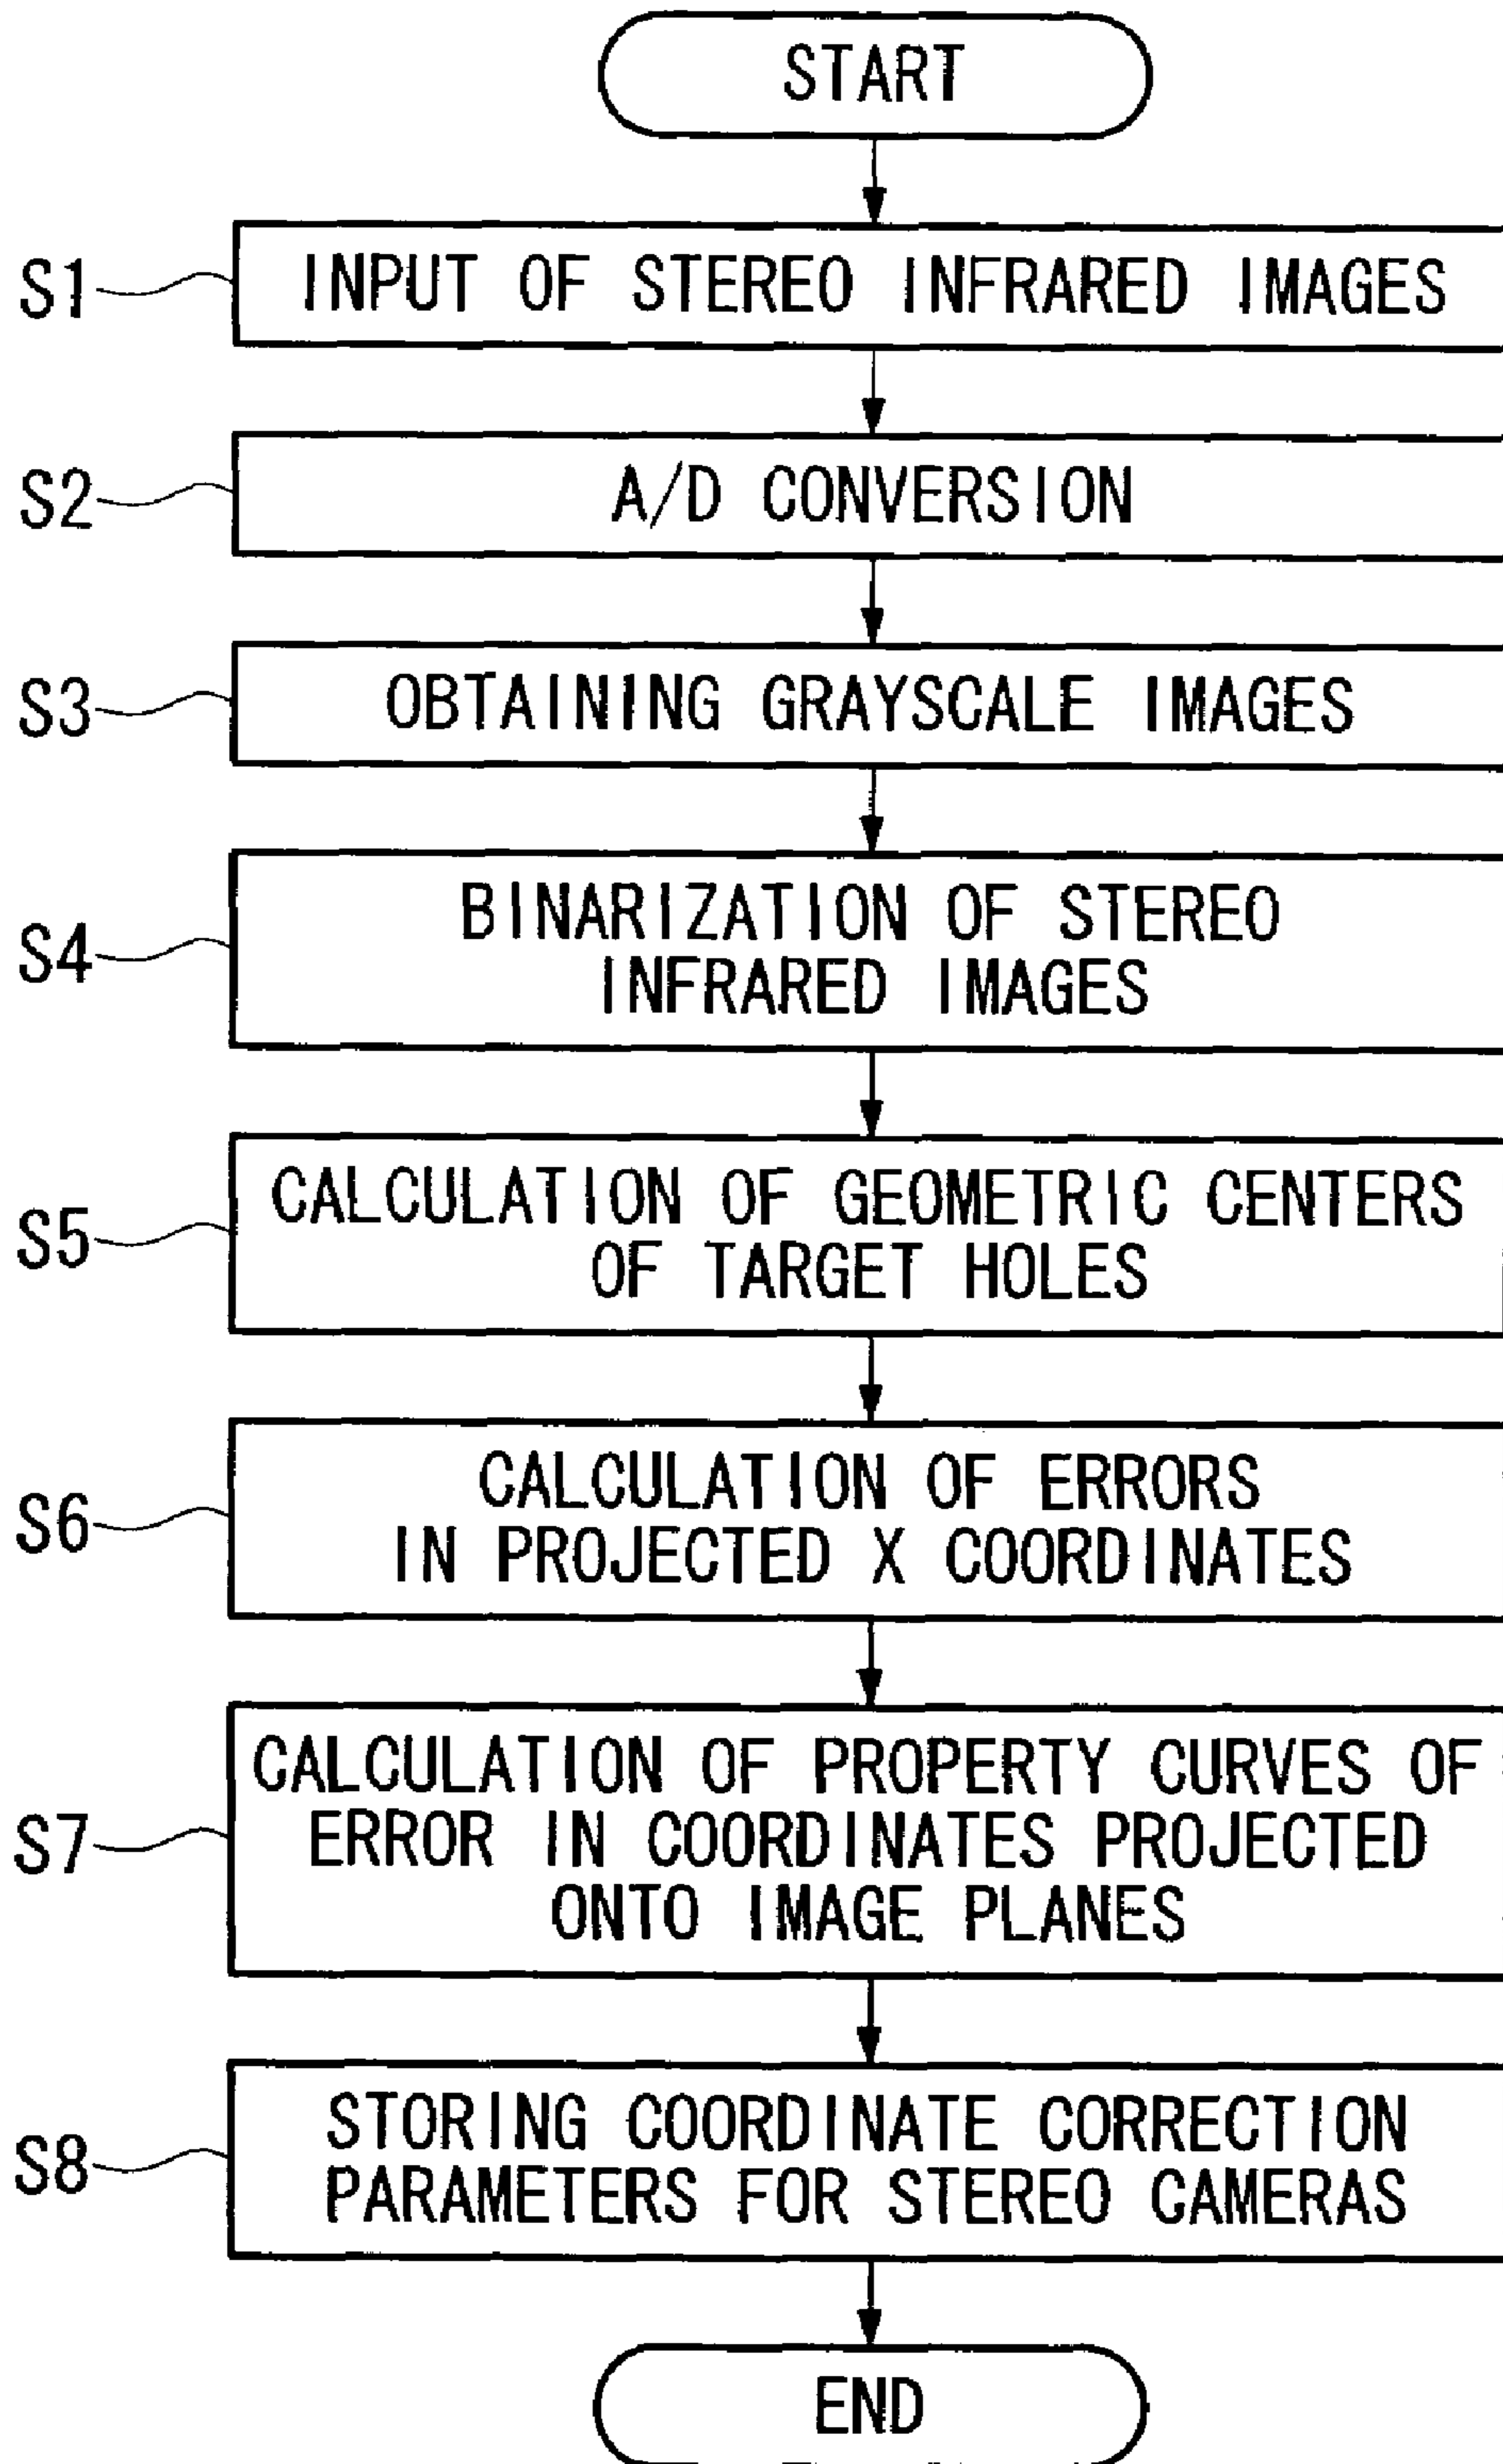 START
S1
INPUT OF STEREO INFRARED IMAGES
S2
A/D CONVERSION
S3
OBTAINING GRAYSCALE IMAGES
S4
BINARIZATION OF STEREO
INFRARED IMAGES
S5
CALCULATION OF GEOMETRIC CENTERS
OF TARGET HOLES
S6
CALCULATION OF ERRORS
IN PROJECTED X COORDINATES
S7
CALCULATION OF PROPERTY CURVES OF
ERROR IN COORDINATES PROJECTED
ONTO IMAGE PLANES
S8
STORING COORDINATE CORRECTION
PARAMETERS FOR STEREO CAMERAS
END